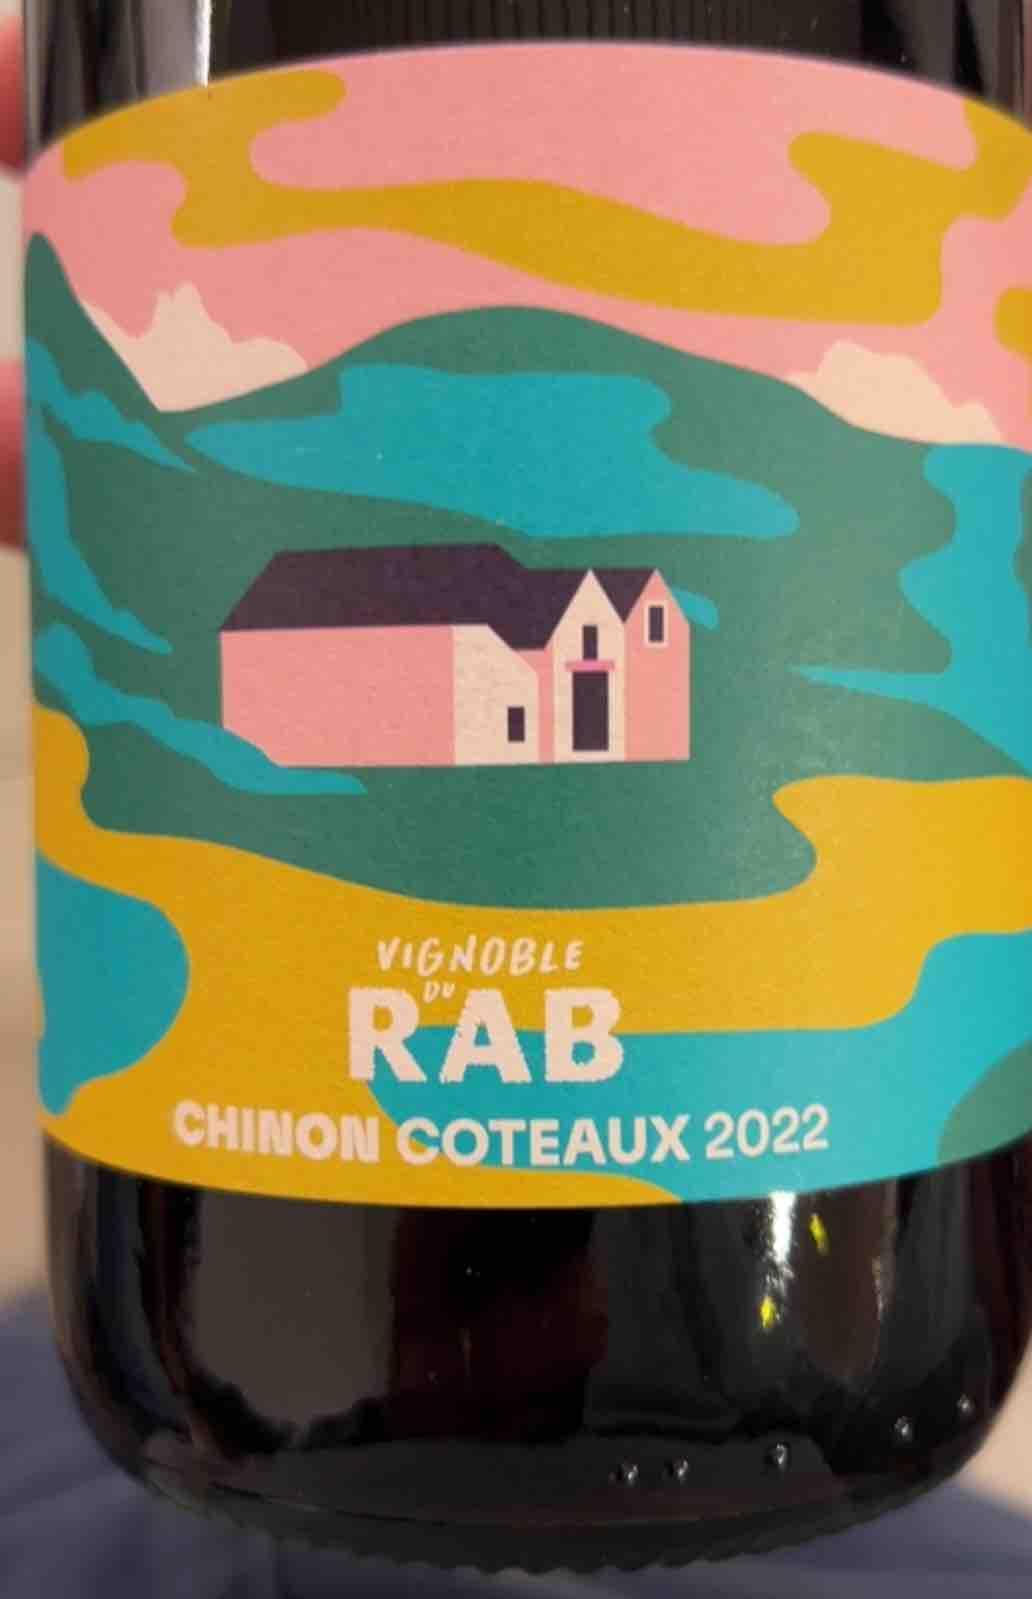 VIGNOBLE
DU
RAB
CHINON COTEAUX 2022